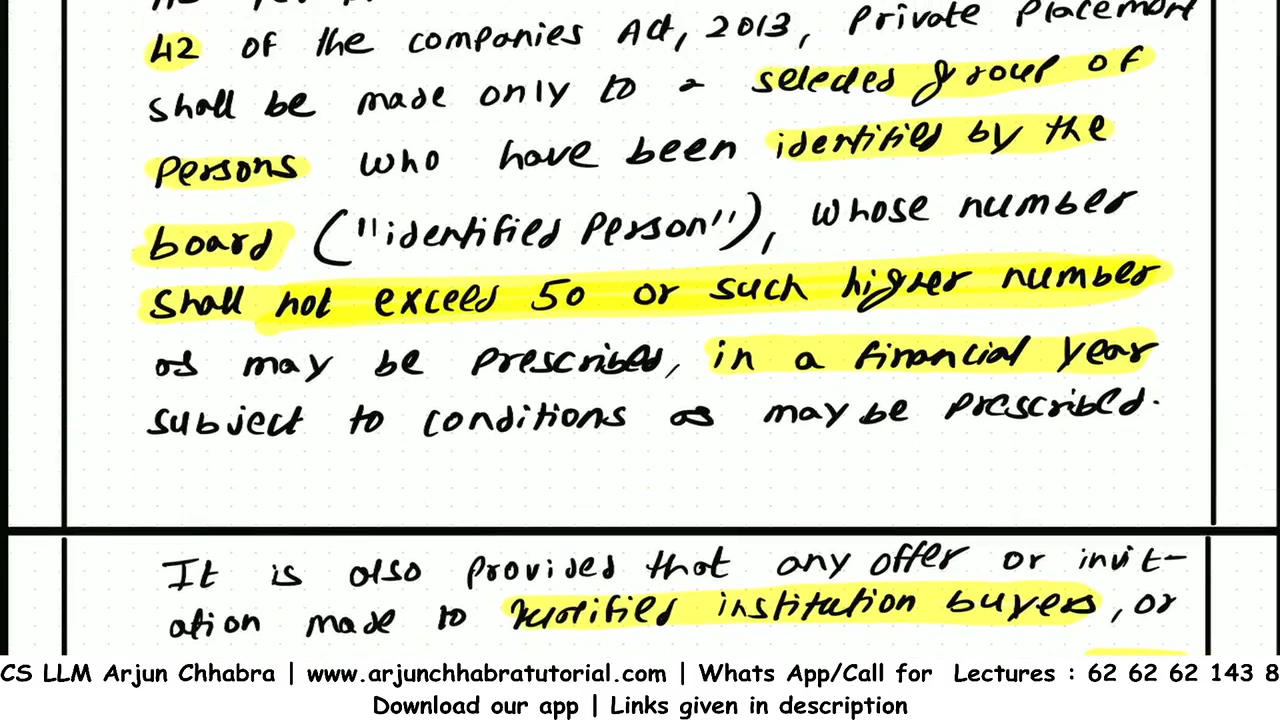 42 of the companies Act, 2013, Private Placement
shall be made only to a selected group of
Persons who have been identified by the
board ("identified Person"), whose number
shall not exceed 50 or such higher number
as may be prescribed, in a financial year
subject to conditions as may be prescribed.
It is also provided that any offer or invit-
ation made to qualified institution buyers, or
CS LLM Arjun Chhabra | www.arjunchhabratutorial.com | Whats App/Call for Lectures : 62 62 62 143 8
Download our app | Links given in description